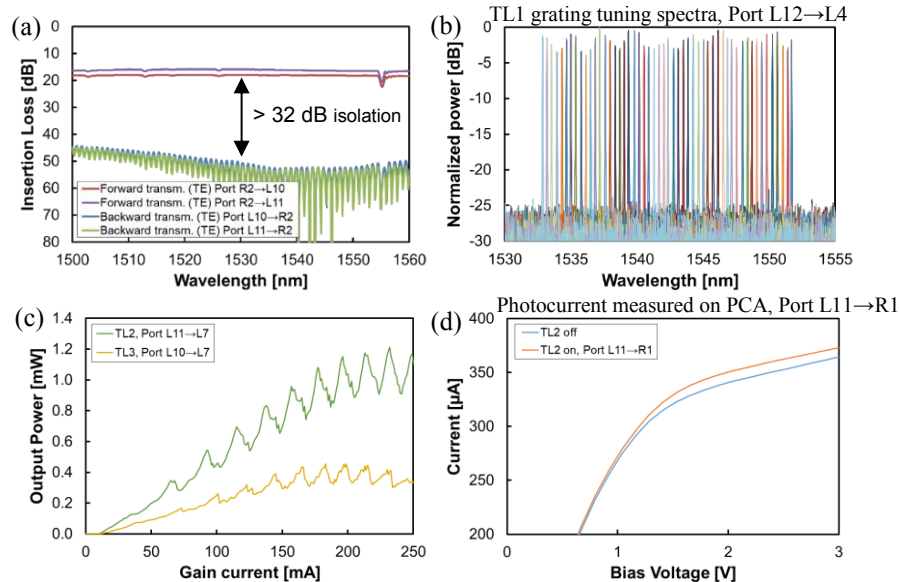 (a)
0
10
20
30
40
50
60
70
80
Insertion Loss [dB]
> 32 dB isolation
Forward transm. (TE) Port R2→L10
Forward transm. (TE) Port R2→L11
Backward transm. (TE) Port L10→R2
Backward transm. (TE) Port L11→R2
1500 1510 1520 1530 1540 1550 1560
Wavelength [nm]
TL1 grating tuning spectra, Port L12→L4
(b)
0
-5
-10
-15
-20
-25
-30
Normalized power [dB]
1530 1535 1540 1545 1550 1555
Wavelength [nm]
(c)
1.4
1.2
1.0
0.8
0.6
0.4
0.2
0.0
Output Power [mW]
TL2, Port L11→L7
TL3, Port L10→L7
0 50 100 150 200 250
Gain current [mA]
Photocurrent measured on PCA, Port L11→R1
(d)
400
350
300
250
200
Current [µA]
TL2 off
TL2 on, Port L11→R1
0 1 2 3
Bias Voltage [V]